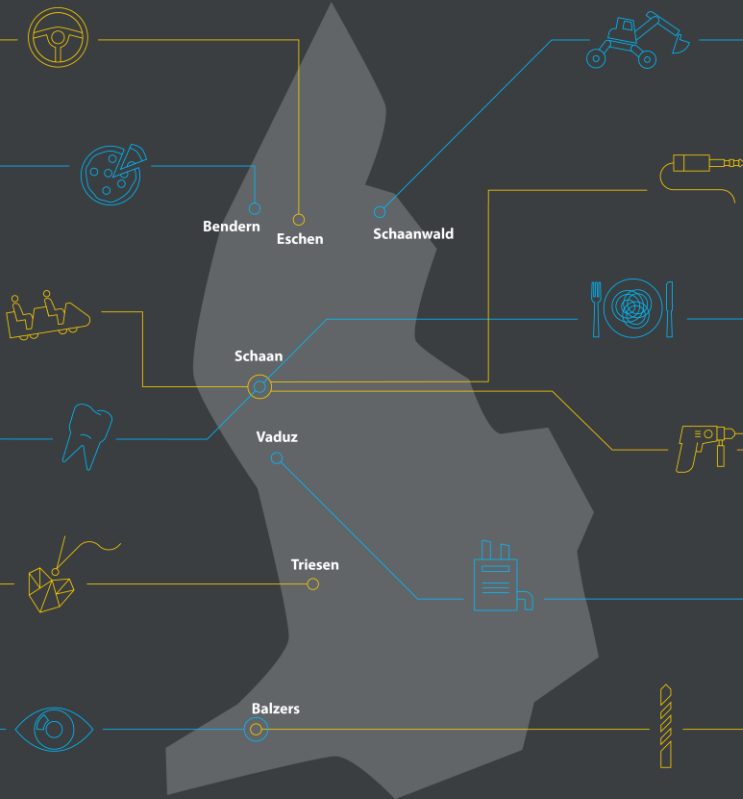 Bendern
Eschen
Schaanwald
Schaan
Vaduz
Triesen
Balzers